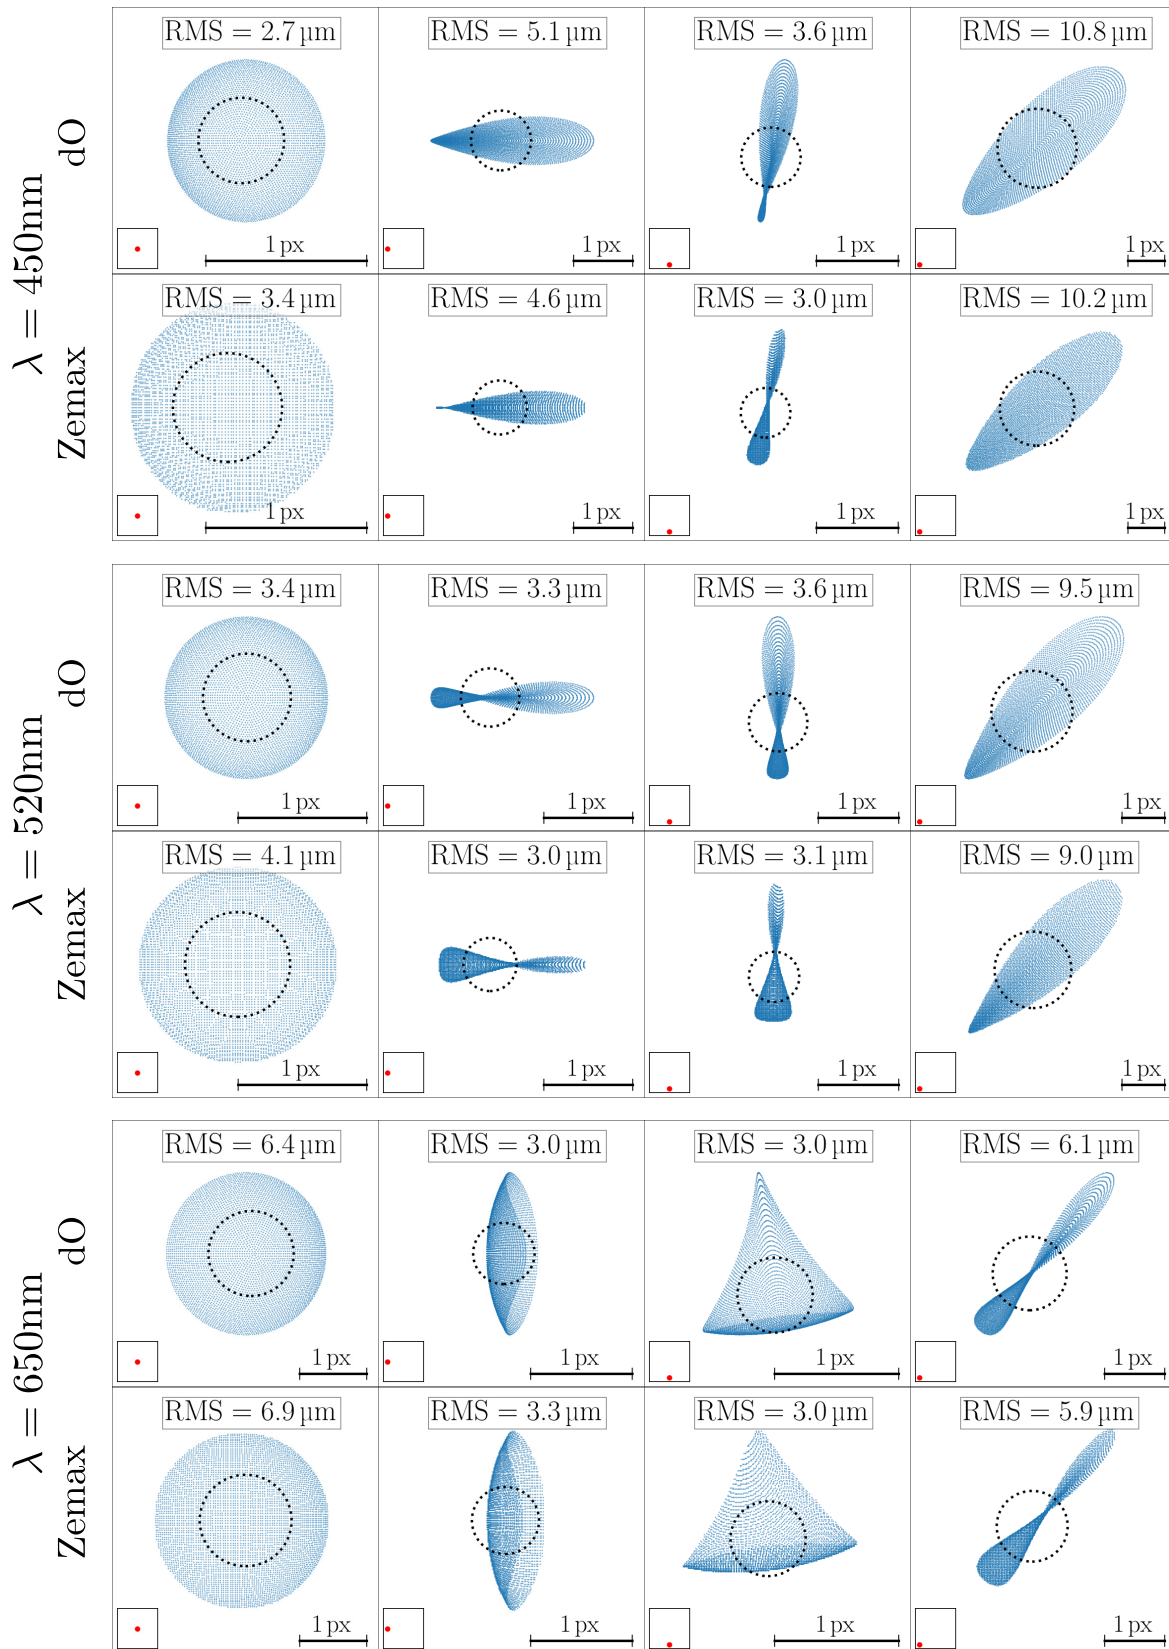 λ = 450nm
dO
RMS = 2.7 µm
1 px
RMS = 5.1 µm
1 px
RMS = 3.6 µm
1 px
RMS = 10.8 µm
1 px
Zemax
RMS = 3.4 µm
1 px
RMS = 4.6 µm
1 px
RMS = 3.0 µm
1 px
RMS = 10.2 µm
1 px
λ = 520nm
dO
RMS = 3.4 µm
1 px
RMS = 3.3 µm
1 px
RMS = 3.6 µm
1 px
RMS = 9.5 µm
1 px
Zemax
RMS = 4.1 µm
1 px
RMS = 3.0 µm
1 px
RMS = 3.1 µm
1 px
RMS = 9.0 µm
1 px
λ = 650nm
dO
RMS = 6.4 µm
1 px
RMS = 3.0 µm
1 px
RMS = 3.0 µm
1 px
RMS = 6.1 µm
1 px
Zemax
RMS = 6.9 µm
1 px
RMS = 3.3 µm
1 px
RMS = 3.0 µm
1 px
RMS = 5.9 µm
1 px